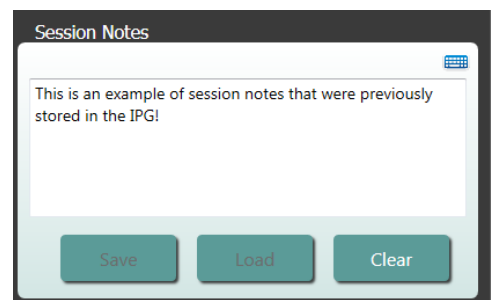 Session Notes
This is an example of session notes that were previously
stored in the IPG!
Save
Load
Clear